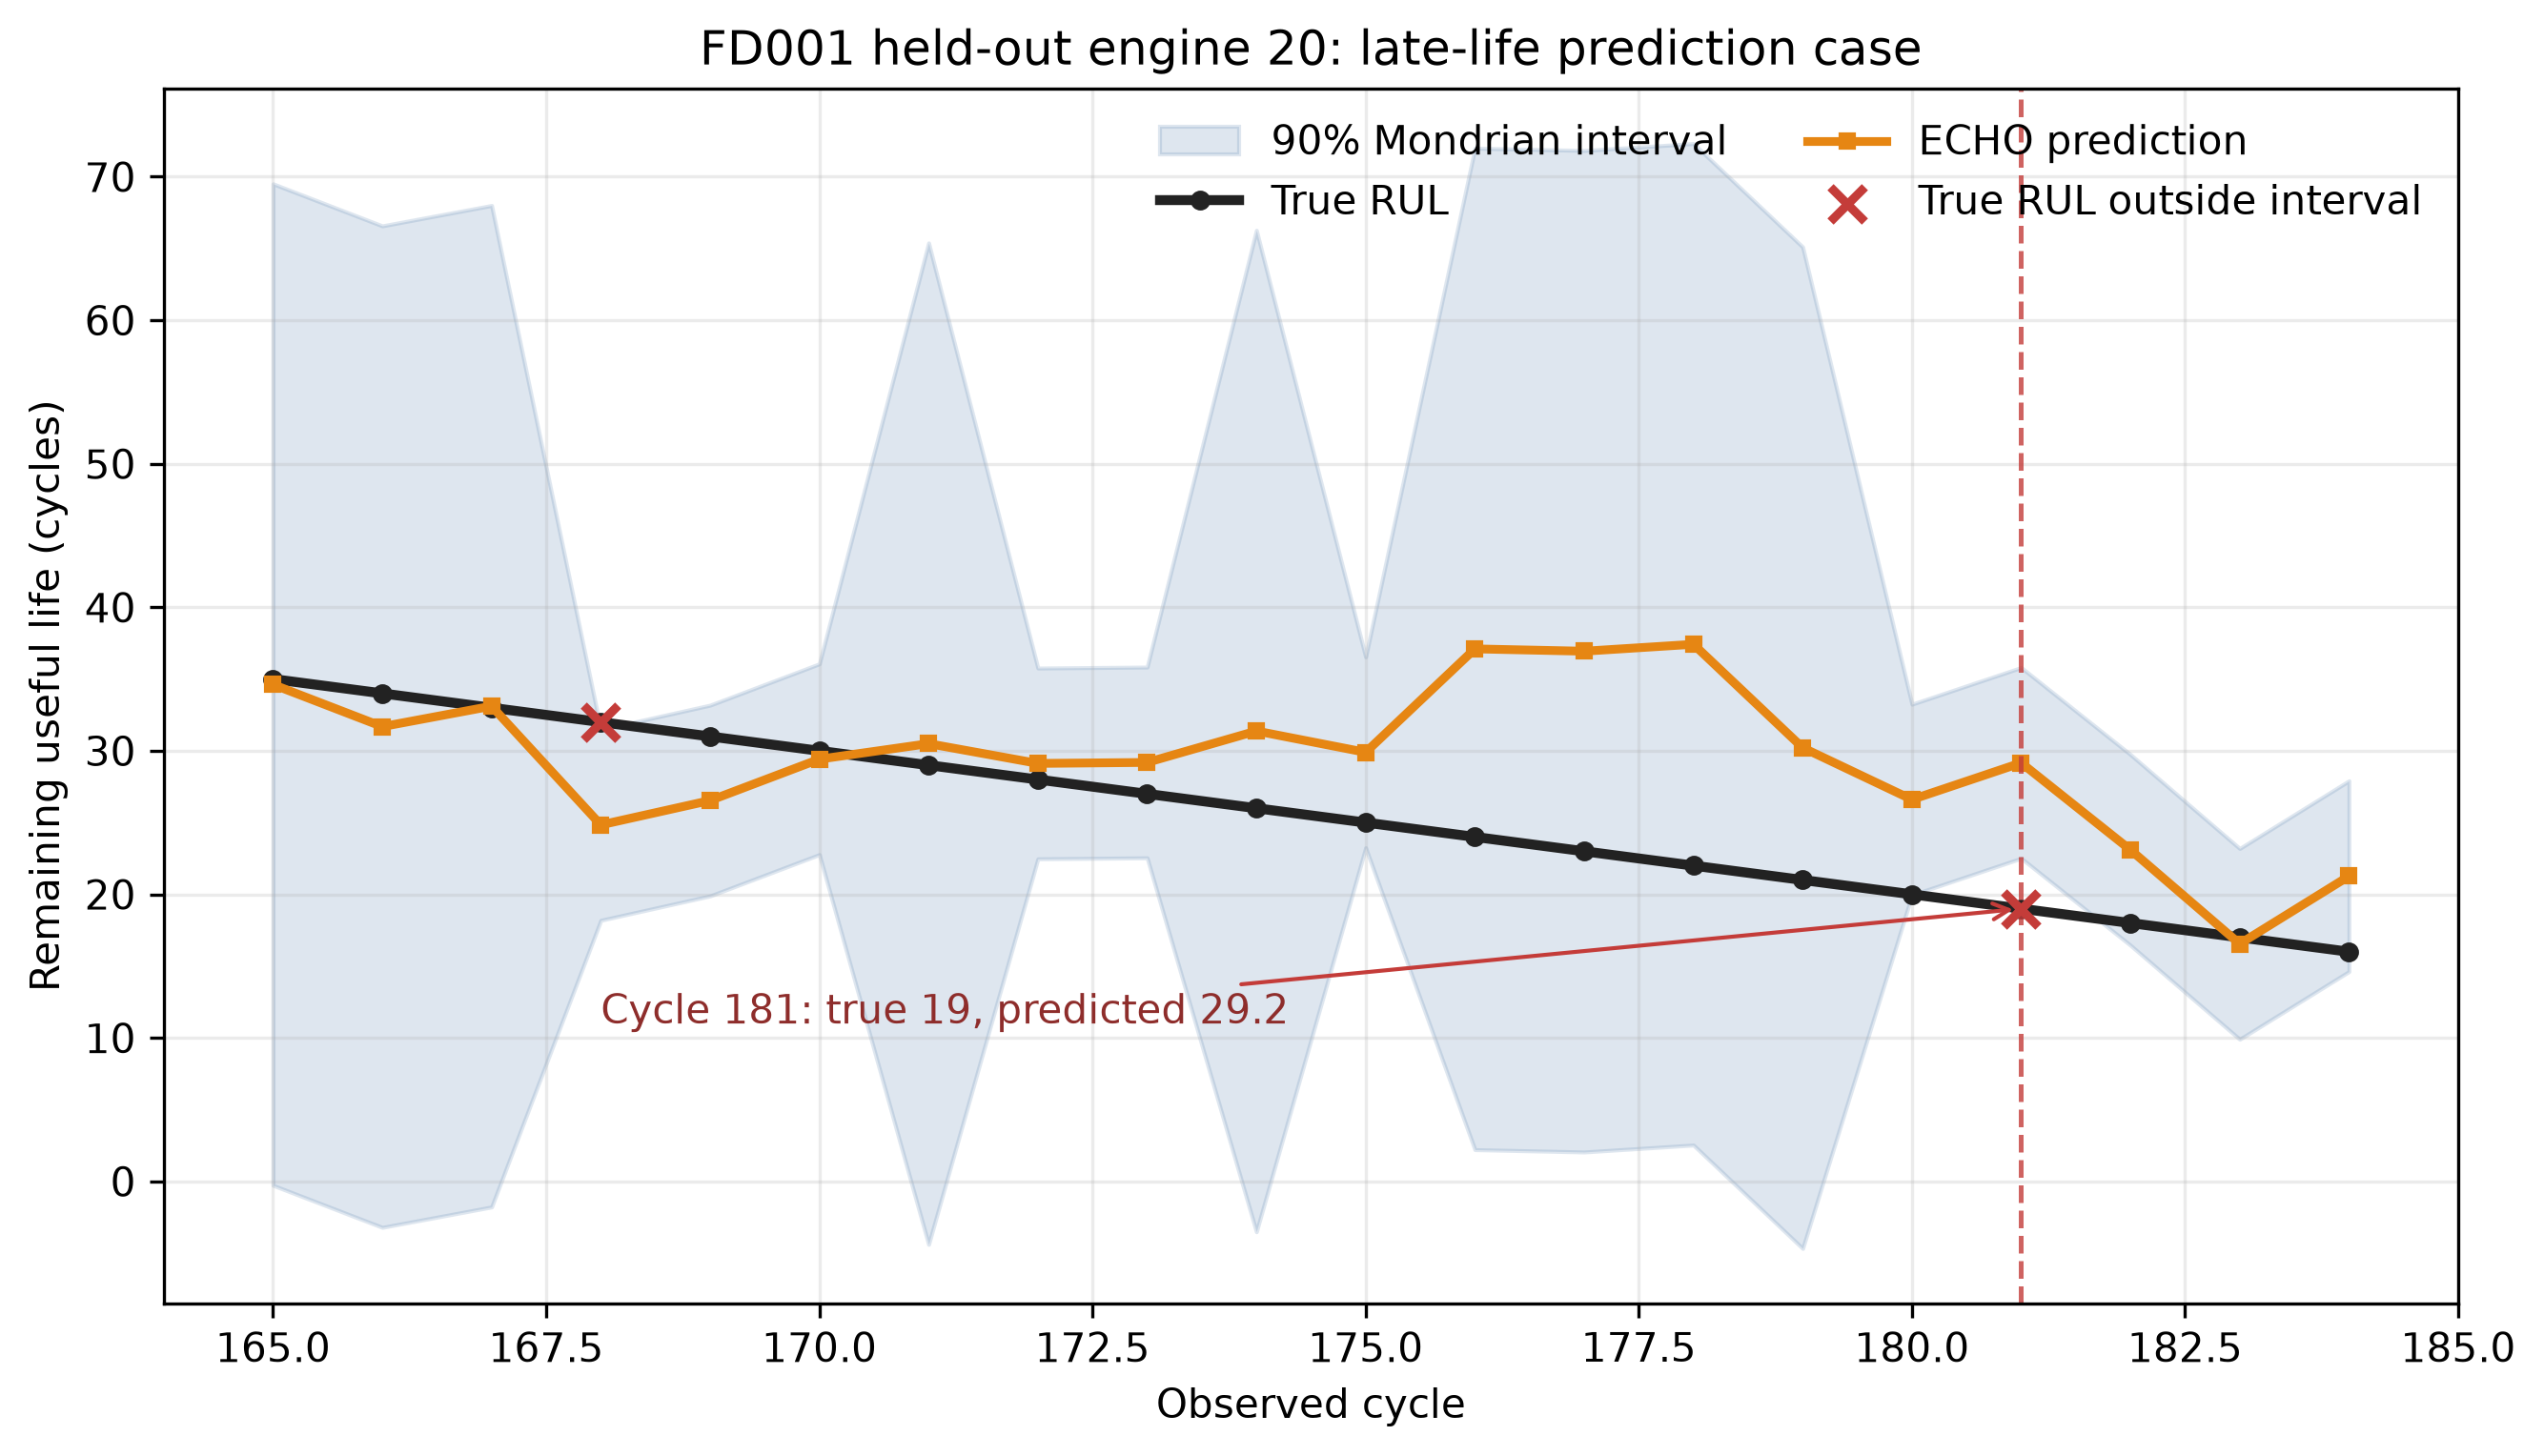 FD001 held-out engine 20: late-life prediction case
90% Mondrian interval
True RUL
ECHO prediction
True RUL outside interval
Remaining useful life (cycles)
70
60
50
40
30
20
10
0
Cycle 181: true 19, predicted 29.2
165.0 167.5 170.0 172.5 175.0 177.5 180.0 182.5 185.0
Observed cycle